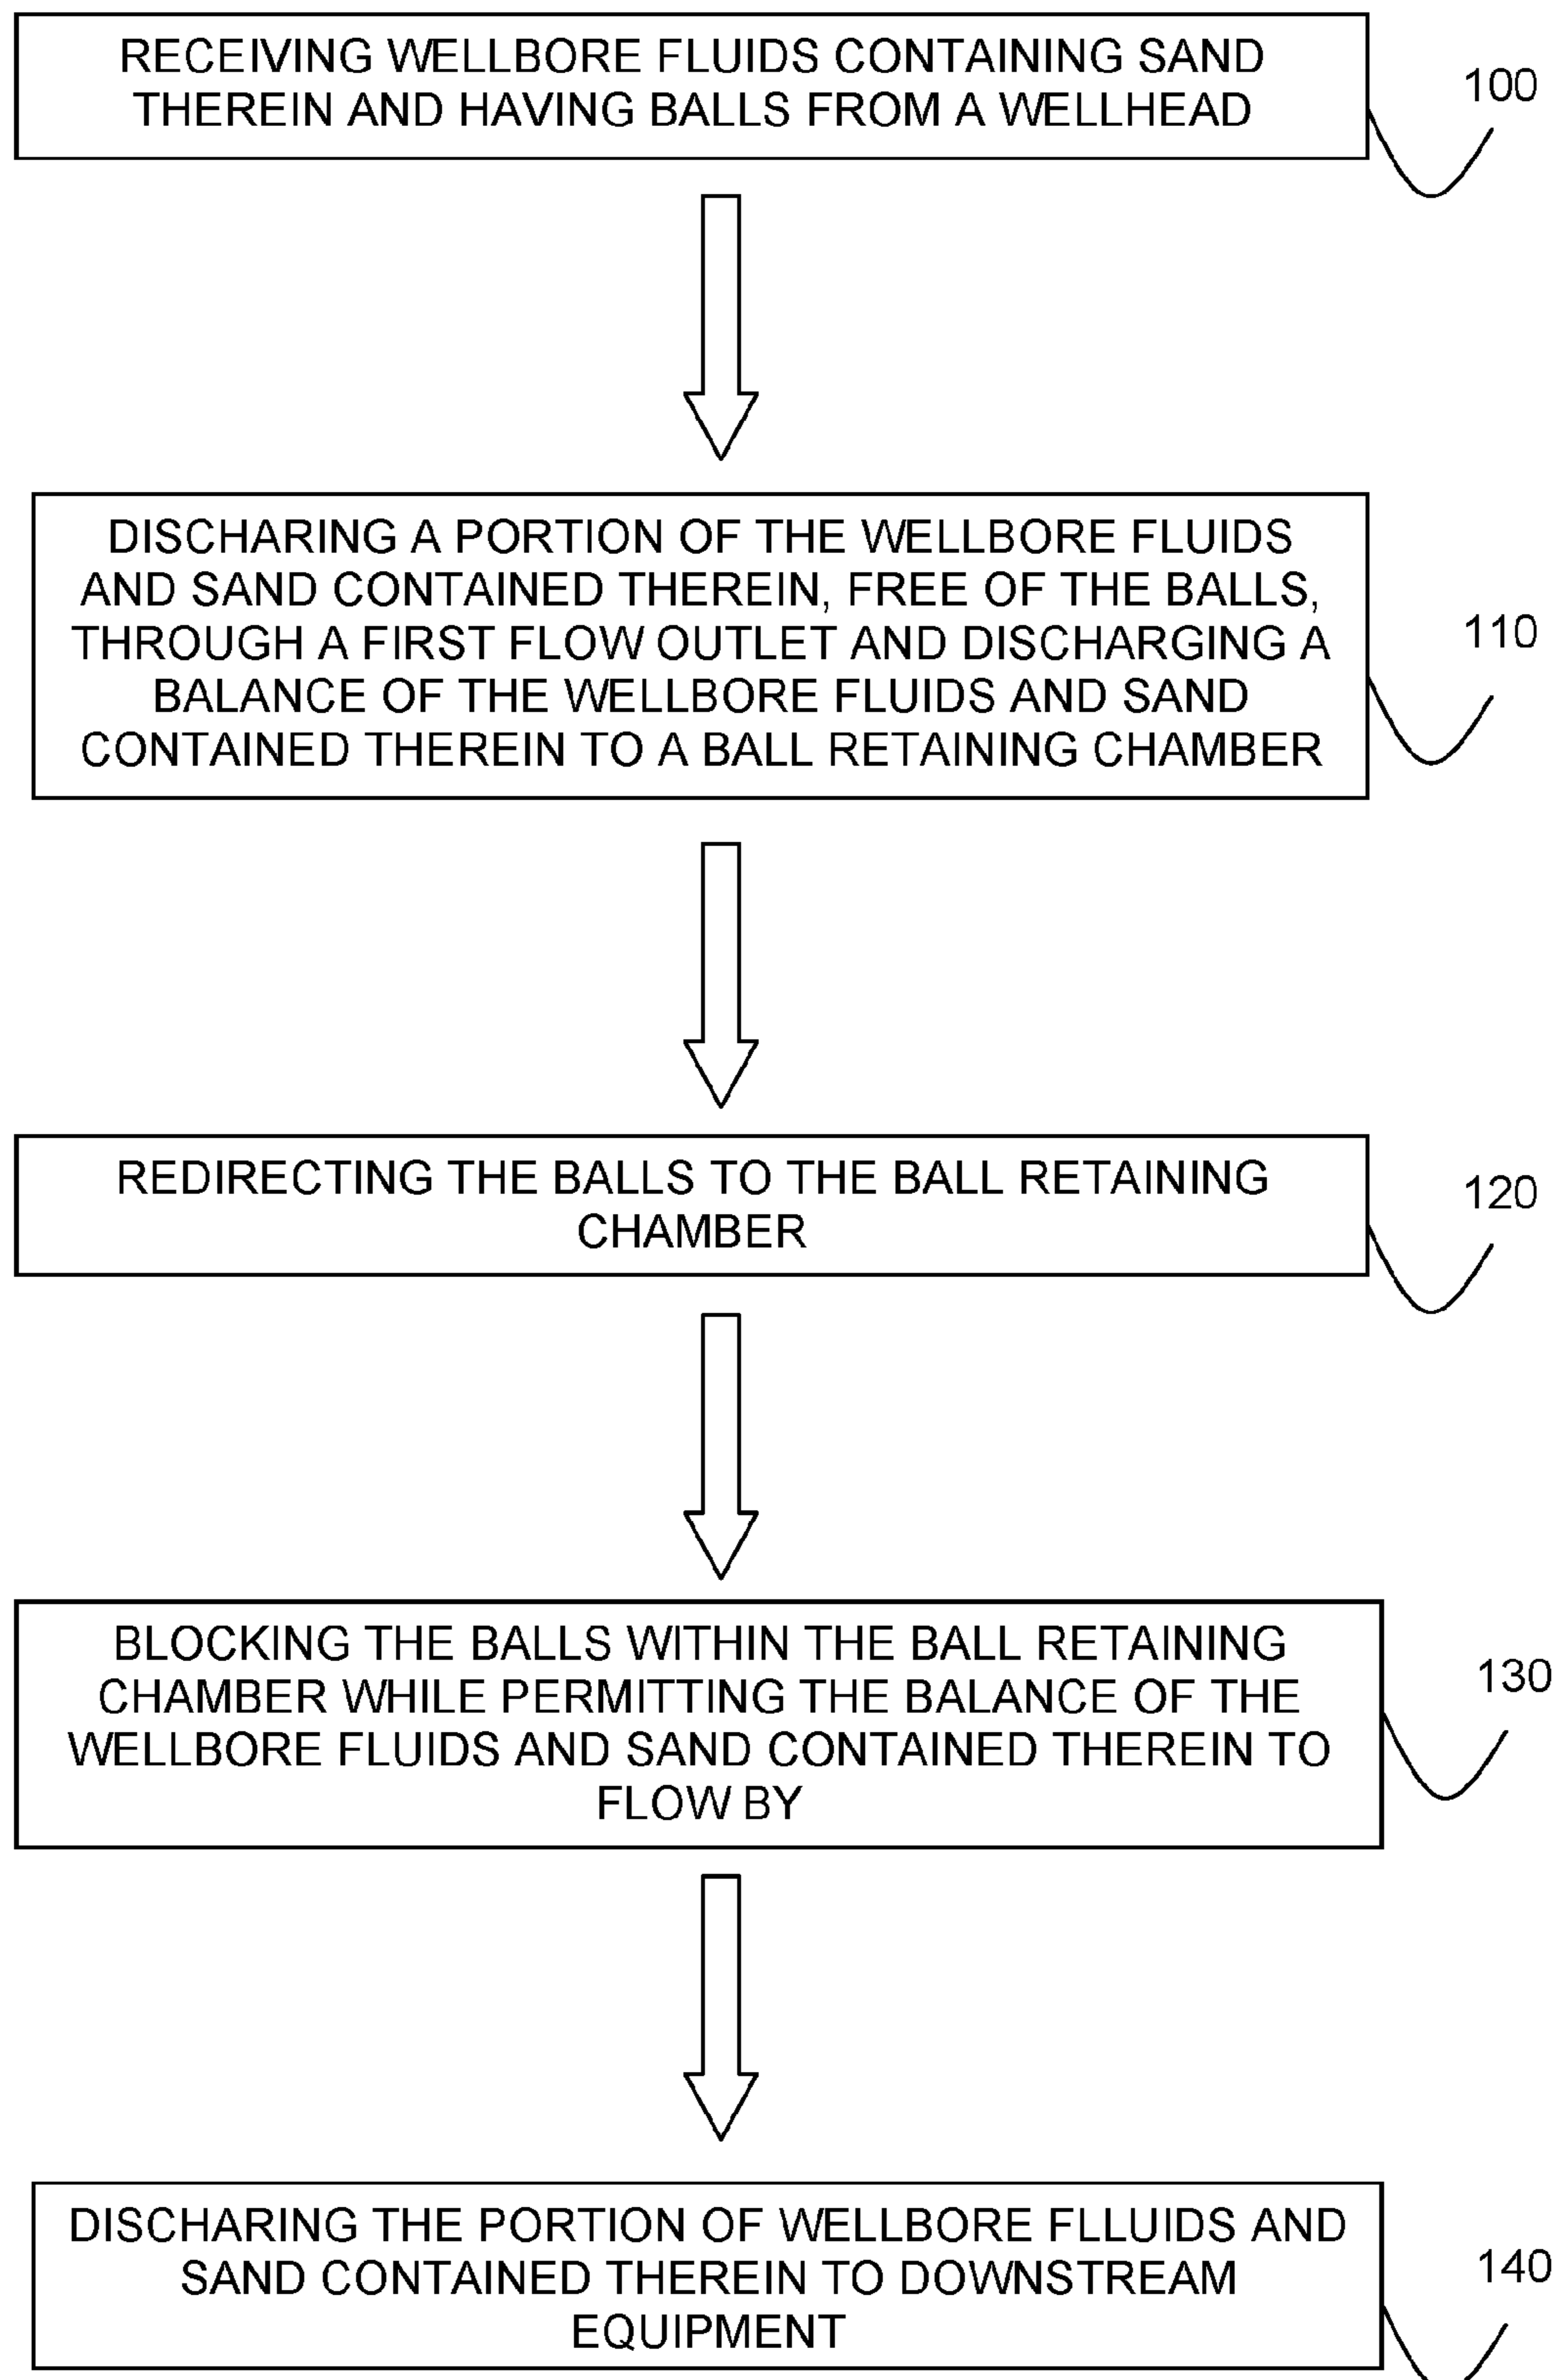 RECEIVING WELLBORE FLUIDS CONTAINING SAND
THEREIN AND HAVING BALLS FROM A WELLHEAD
100
DISCHARING A PORTION OF THE WELLBORE FLUIDS
AND SAND CONTAINED THEREIN, FREE OF THE BALLS,
THROUGH A FIRST FLOW OUTLET AND DISCHARGING A
BALANCE OF THE WELLBORE FLUIDS AND SAND
CONTAINED THEREIN TO A BALL RETAINING CHAMBER
110
REDIRECTING THE BALLS TO THE BALL RETAINING
CHAMBER
120
BLOCKING THE BALLS WITHIN THE BALL RETAINING
CHAMBER WHILE PERMITTING THE BALANCE OF THE
WELLBORE FLUIDS AND SAND CONTAINED THEREIN TO
FLOW BY
130
DISCHARING THE PORTION OF WELLBORE FLLUIDS AND
SAND CONTAINED THEREIN TO DOWNSTREAM
EQUIPMENT
140